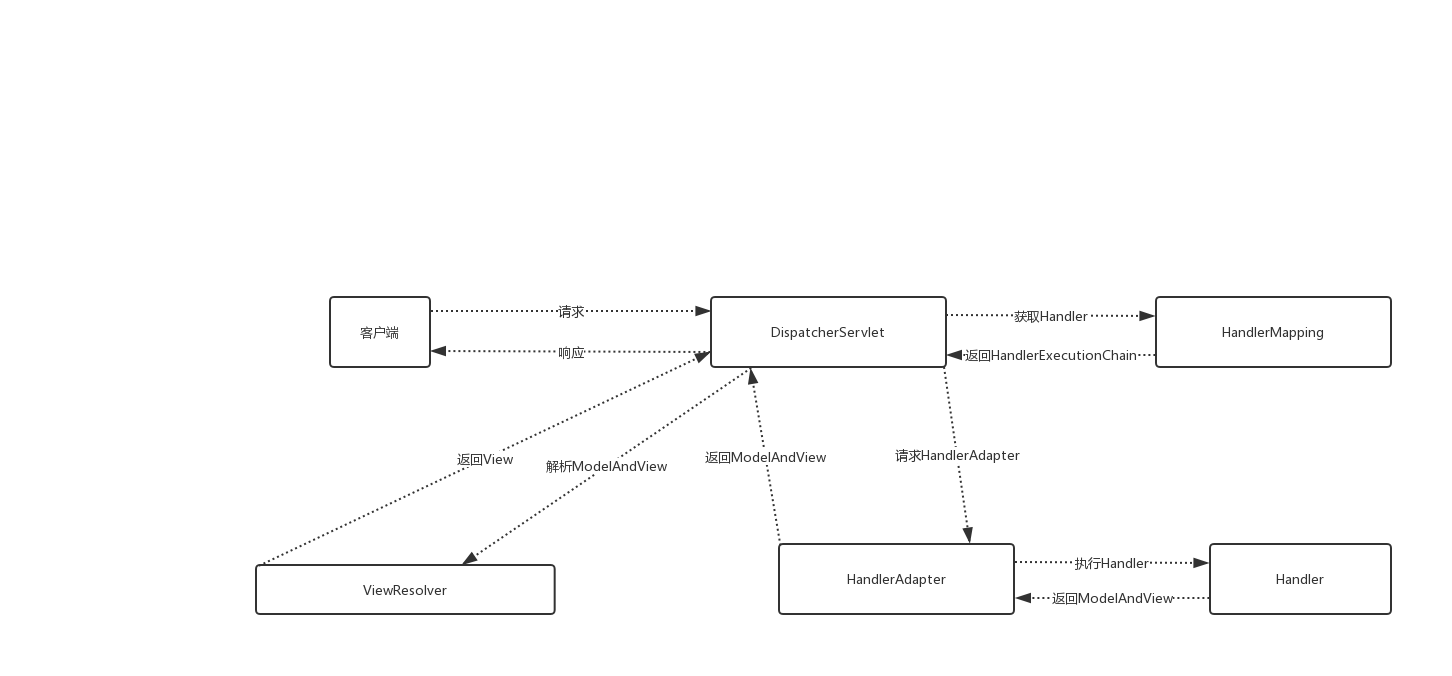 请求
客户端
DispatcherServlet
获取Handler
HandlerMapping
响应
返回HandlerExecutionChain
返回View
解析ModelAndView
返回ModelAndView
请求HandlerAdapter
ViewResolver
HandlerAdapter
执行Handler
Handler
返回ModelAndView